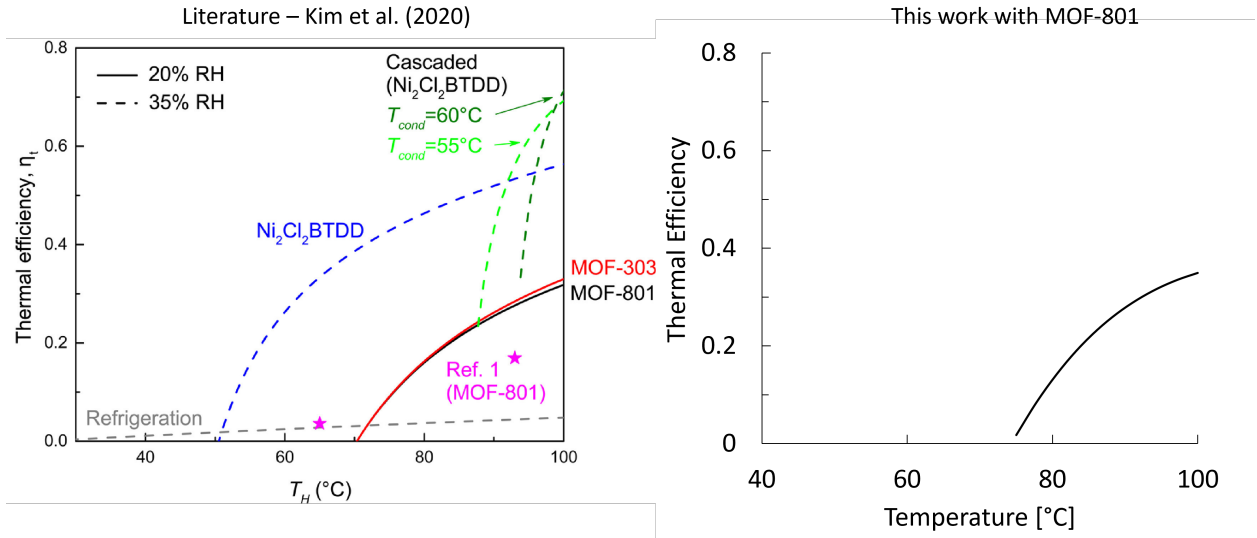 Literature – Kim et al. (2020)
0.8
0.6
0.4
0.2
0.0
Thermal efficiency, ηt
20% RH
35% RH
Cascaded
(Ni2Cl2BTDD)
Tcond=60°C
Tcond=55°C
Ni2Cl2BTDD
MOF-303
MOF-801
Ref. 1
(MOF-801)
Refrigeration
40
60
80
100
TH (°C)
This work with MOF-801
0.8
0.6
0.4
0.2
0
Thermal Efficiency
40
60
80
100
Temperature [°C]